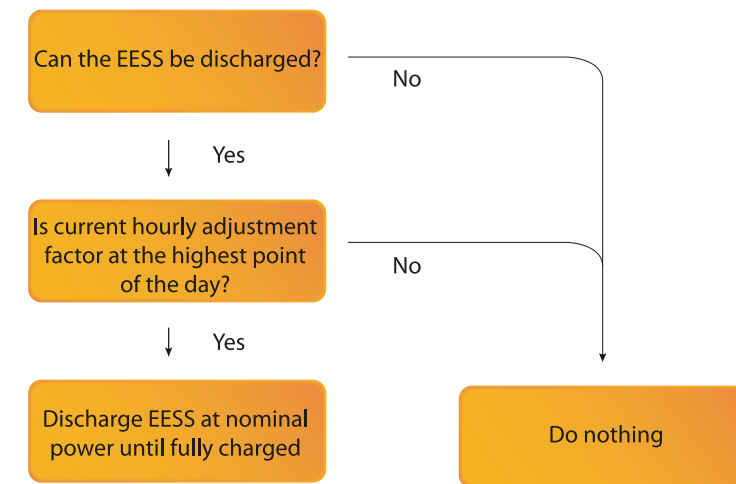 Can the EESS be discharged?
No
Yes
Is current hourly adjustment
factor at the highest point
of the day?
No
Yes
Discharge EESS at nominal
power until fully charged
Do nothing